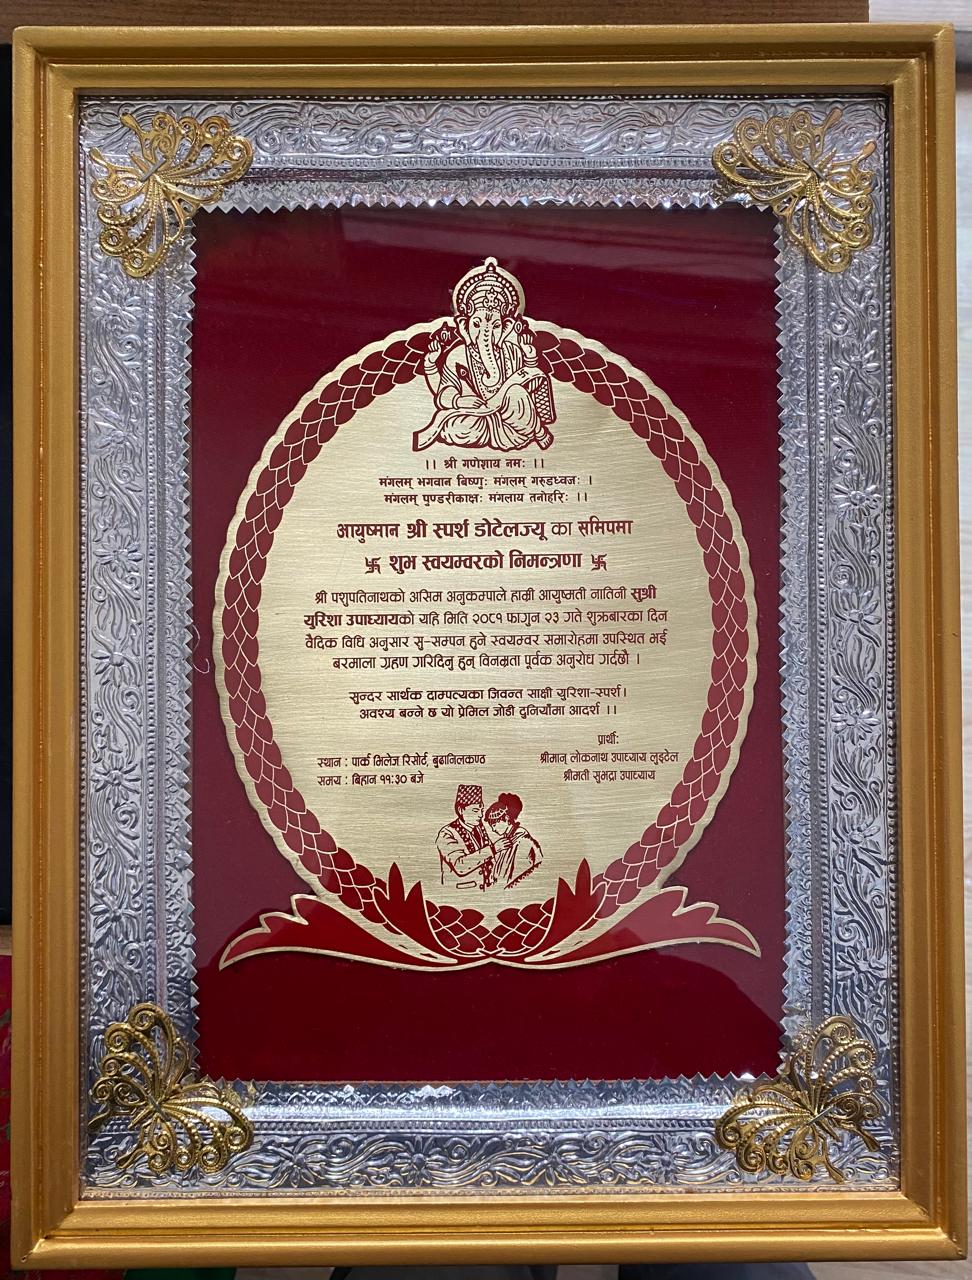 ।। श्री गणेशाय नमः ।।
मंगलम् भगवान बिष्णुः मंगलम् गरुडध्वजः ।
मंगलम् पुण्डरीकाक्षः मंगलाय तनोहरिः ।।
आयुष्मान श्री स्पर्श डोटेलज्यू का समिपमा
卐 शुभ स्वयम्वरको निमन्त्रणा 卐
श्री पशुपतिनाथको असिम अनुकम्पाले हाम्री आयुष्मती नातिनी सुश्री
युरिशा उपाध्यायको यहि मिति २०८१ फागुन २३ गते शुक्रबारका दिन
वैदिक विधि अनुसार सु-सम्पन हुने स्वयम्वर समारोहमा उपस्थित भई
बरमाला ग्रहण गरिदिनु हुन् विनम्रता पूर्वक अनुरोध गर्दछौ ।
सुन्दर सार्थक दाम्पत्यका जिवन्त साक्षी युरिशा-स्पर्श।
अवश्य बन्ने छ यो प्रेमिल जोडी दुनियाँमा आदर्श ।।
प्रार्थी:
स्थान : पार्क भिलेज रिसोर्ट, बुढानिलकण्ठ
समय : बिहान ११:३० बजे
श्रीमान् लोकनाथ उपाध्याय लुइटेल
श्रीमती सुभद्रा उपाध्याय